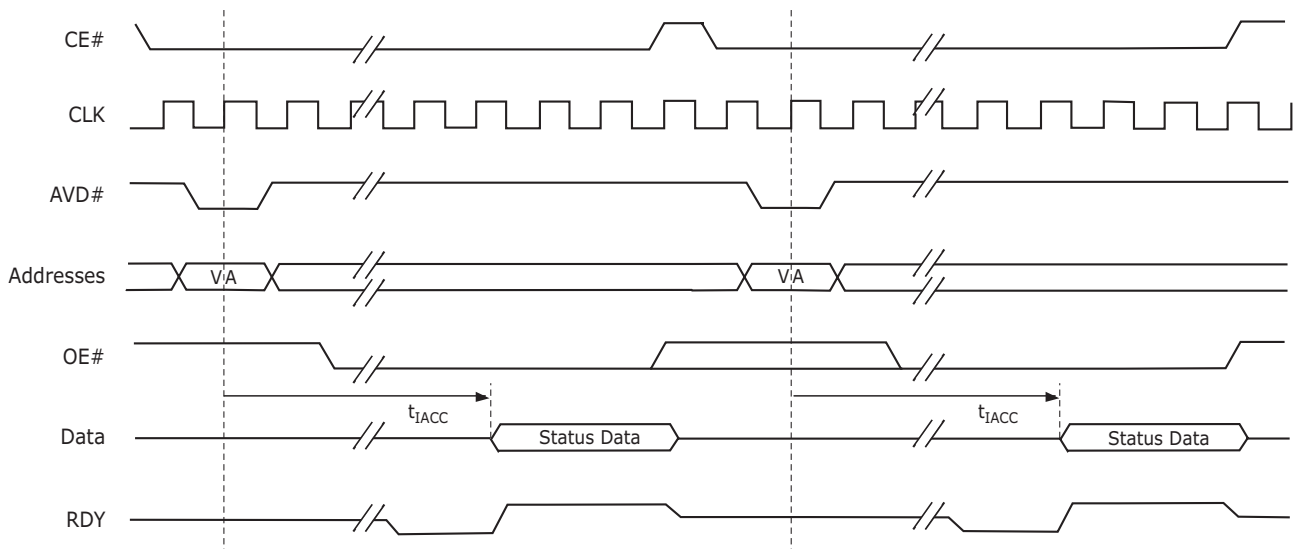 CE#
CLK
AVD#
Addresses VA VA
OE#
tIACC tIACC
Data Status Data Status Data
RDY